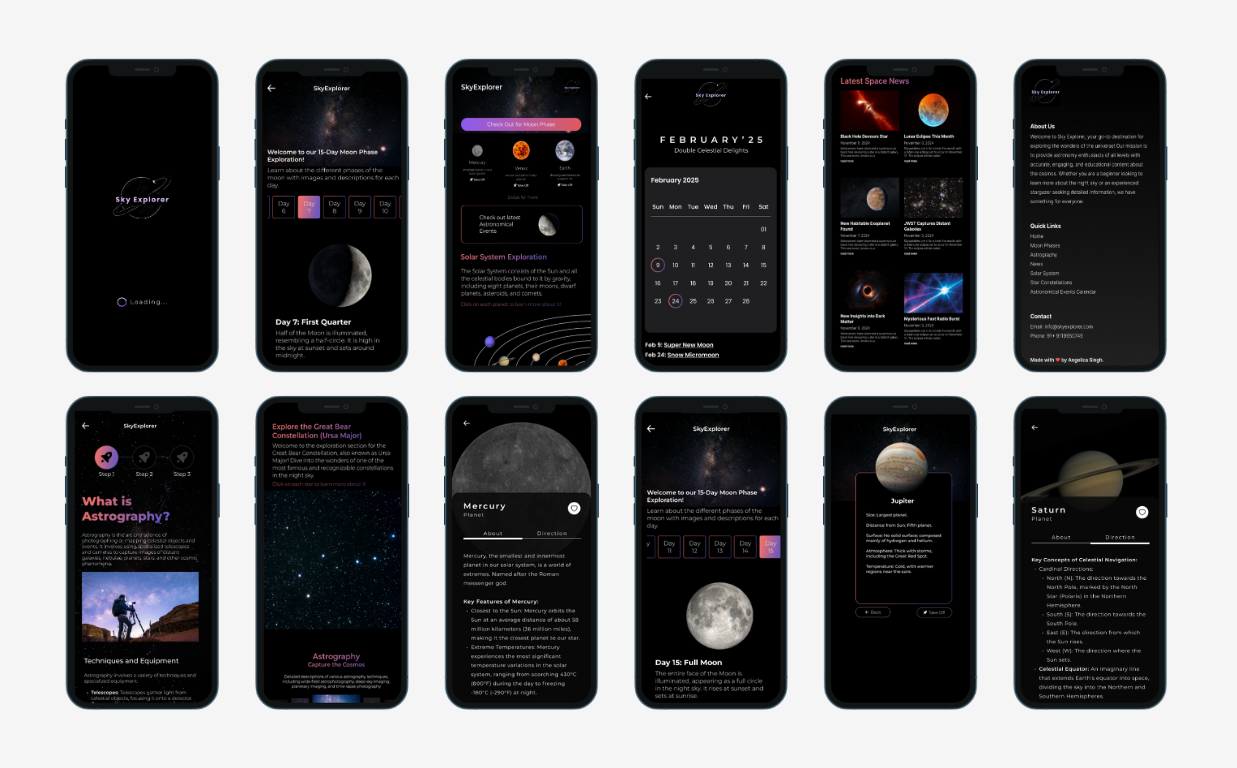 Sky Explorer
Loading...
SkyExplorer
Welcome to our 15-Day Moon Phase
Exploration!
Learn about the different phases of the
moon with images and descriptions for each
day.
Day
6
Day
7
Day
8
Day
9
Day
10
Day 7: First Quarter
Half of the Moon is illuminated,
resembling a half-circle. It is high in
the sky at sunset and sets around
midnight.
SkyExplorer
Check Out for Moon Phase
Mercury
Venus
Earth
Take Off
Take Off
Take Off
Check out latest
Astronomical
Events
Solar System Exploration
The Solar System consists of the Sun and all
the celestial bodies bound to it by gravity,
including eight planets, their moons, dwarf
planets, asteroids, and comets.
Click on each planet to learn more about it!
Sky Explorer
FEBRUARY'25
Double Celestial Delights
February 2025
Sun Mon Tue Wed Thu Fri Sat
01
2 3 4 5 6 7 8
9 10 11 12 13 14 15
16 17 18 19 20 21 22
23 24 25 26 27 28
Feb 9: Super New Moon
Feb 24: Snow Micromoon
Latest Space News
Black Hole Devours Star
Lunar Eclipse This Month
New Habitable Exoplanet
Found
JWST Captures Distant
Galaxies
New Insights into Dark
Matter
Mysterious Fast Radio Burst
Sky Explorer
About Us
Welcome to Sky Explorer, your go-to destination for
exploring the wonders of the universe! Our mission is
to provide astronomy enthusiasts of all levels with
accurate, engaging, and educational content about
the cosmos. Whether you are a beginner looking to
learn more about the night sky or an experienced
stargazer seeking detailed information, we have
something for everyone.
Quick Links
Home
Moon Phases
Astrography
News
Solar System
Star Constellations
Astronomical Events Calendar
Contact
Email: info@skyexplorer.com
Made with ❤ by Angelica Singh.
SkyExplorer
Step 1
Step 2
Step 3
What is
Astrography?
Astrography is the art and science of
photographing or mapping celestial objects and
events. It involves using specialized telescopes
and cameras to capture images of distant
galaxies, nebulae, planets, stars, and other cosmic
phenomena.
Techniques and Equipment
Astrography involves a variety of techniques and
specialized equipment:
• Telescopes: Telescopes gather light from
celestial objects, focusing it onto a detector
Explore the Great Bear
Constellation (Ursa Major)
Welcome to the exploration section for the
Great Bear Constellation, also known as Ursa
Major! Dive into the wonders of one of the
most famous and recognizable constellations
in the night sky.
Click on each star to learn more about it!
Astrography
Capture the Cosmos
Detailed descriptions of various astrography techniques,
including wide-field astrophotography, deep-sky imaging,
planetary imaging, and time-lapse photography
Mercury
Planet
About
Direction
Mercury, the smallest and innermost
planet in our solar system, is a world of
extremes. Named after the Roman
messenger god.
Key Features of Mercury:
• Closest to the Sun: Mercury orbits the
Sun at an average distance of about 58
million kilometers (36 million miles),
making it the closest planet to our star.
• Extreme Temperatures: Mercury
experiences the most significant
temperature variations in the solar
system, ranging from scorching 430°C
(800°F) during the day to freezing
-180°C (-290°F) at night.
SkyExplorer
Welcome to our 15-Day Moon Phase
Exploration!
Learn about the different phases of the
moon with images and descriptions for each
day.
y
Day
11
Day
12
Day
13
Day
14
Day
15
Day 15: Full Moon
The entire face of the Moon is
illuminated, appearing as a full circle
in the night sky. It rises at sunset and
sets at sunrise.
SkyExplorer
Jupiter
Size: Largest planet.
Distance from Sun: Fifth planet.
Surface: No solid surface; composed
mainly of hydrogen and helium.
Atmosphere: Thick with storms,
including the Great Red Spot.
Temperature: Cold, with warmer
regions near the core.
Back
Take Off
Saturn
Planet
About
Direction
Key Concepts of Celestial Navigation:
• Cardinal Directions:
• North (N): The direction towards the
North Pole, marked by the North
Star (Polaris) in the Northern
Hemisphere.
• South (S): The direction towards the
South Pole.
• East (E): The direction from which
the Sun rises.
• West (W): The direction where the
Sun sets.
• Celestial Equator: An imaginary line
that extends Earth's equator into space,
dividing the sky into the Northern and
Southern Hemispheres.